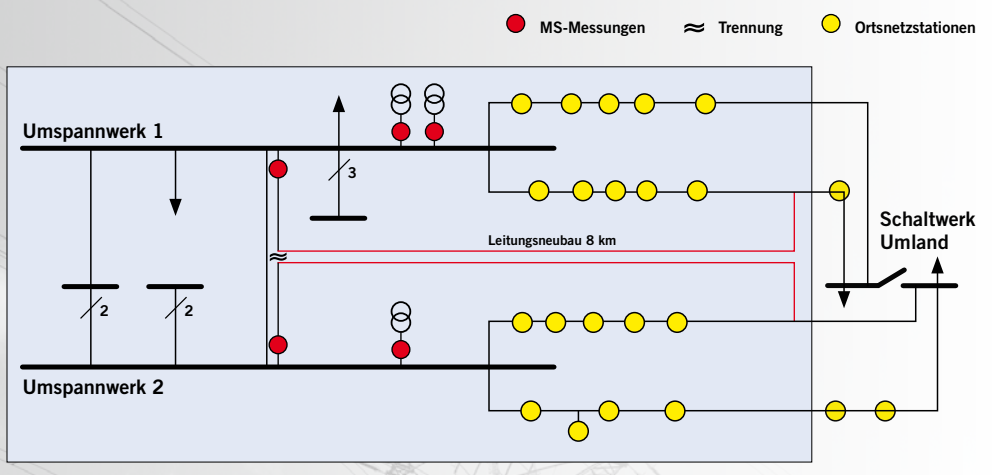 MS-Messungen
Trennung
Ortsnetzstationen
Umspannwerk 1
3
Schaltwerk
Umland
Leitungsneubau 8 km
2
2
Umspannwerk 2